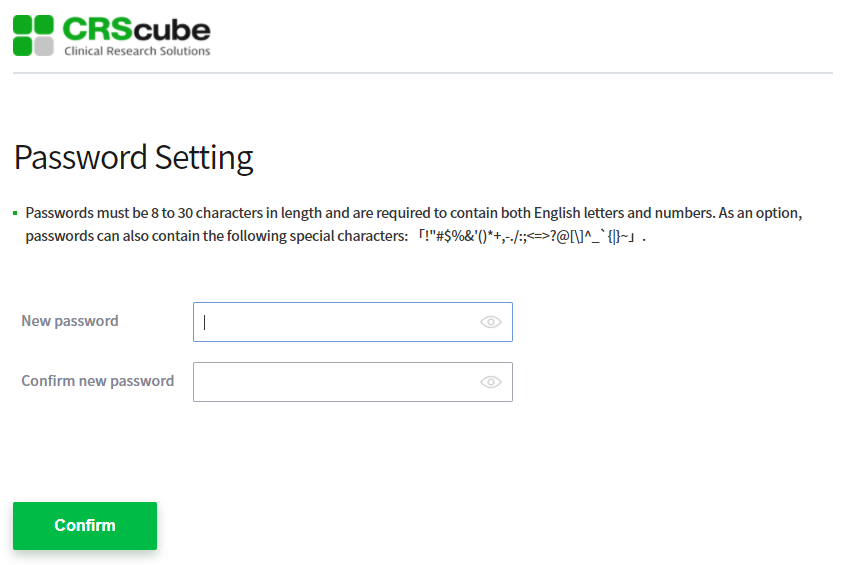 CRScube
Clinical Research Solutions
Password Setting
Passwords must be 8 to 30 characters in length and are required to contain both English letters and numbers. As an option,
passwords can also contain the following special characters: 「!"#$%&'()*+,-./:;<=>?@[\]^_`{|}~」.
New password
Confirm new password
Confirm